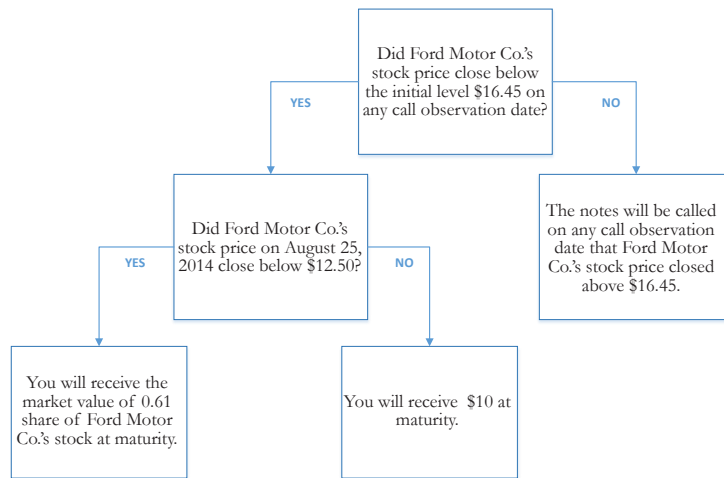 Did Ford Motor Co.'s
stock price close below
the initial level $16.45 on
any call observation date?
YES
NO
Did Ford Motor Co.'s
stock price on August 25,
2014 close below $12.50?
The notes will be called
on any call observation
date that Ford Motor
Co.'s stock price closed
above $16.45.
YES
NO
You will receive the
market value of 0.61
share of Ford Motor
Co.'s stock at maturity.
You will receive $10 at
maturity.